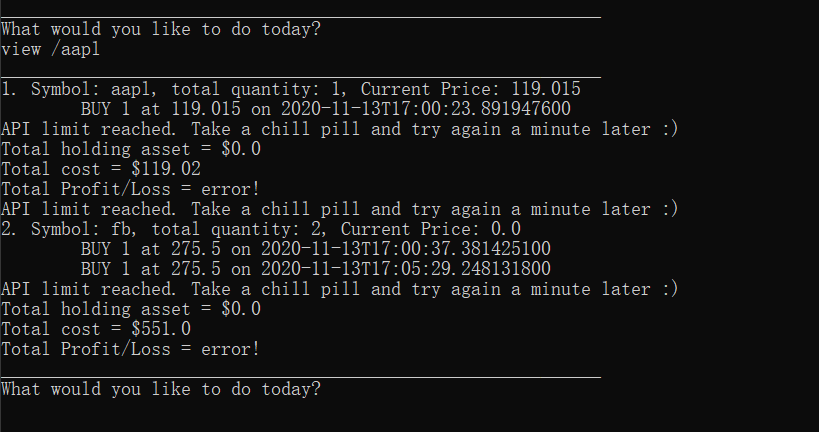 What would you like to do today?
view /aapl
1. Symbol: aapl, total quantity: 1, Current Price: 119.015
BUY 1 at 119.015 on 2020-11-13T17:00:23.891947600
API limit reached. Take a chill pill and try again a minute later :)
Total holding asset = $0.0
Total cost = $119.02
Total Profit/Loss = error!
API limit reached. Take a chill pill and try again a minute later :)
2. Symbol: fb, total quantity: 2, Current Price: 0.0
BUY 1 at 275.5 on 2020-11-13T17:00:37.381425100
BUY 1 at 275.5 on 2020-11-13T17:05:29.248131800
API limit reached. Take a chill pill and try again a minute later :)
Total holding asset = $0.0
Total cost = $551.0
Total Profit/Loss = error!
What would you like to do today?